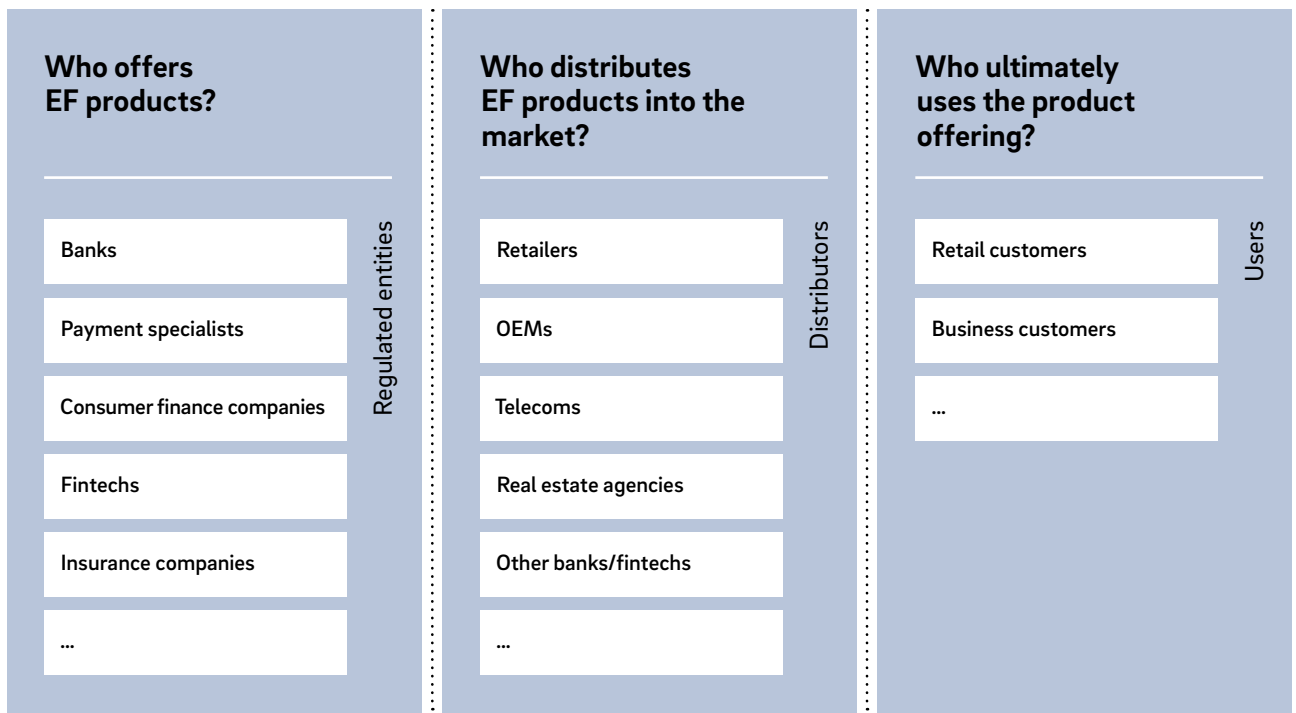 Who offers
EF products?
Banks
Payment specialists
Consumer finance companies
Fintechs
Insurance companies
...
Regulated entities
Who distributes
EF products into the
market?
Retailers
OEMs
Telecoms
Real estate agencies
Other banks/fintechs
...
Distributors
Who ultimately
uses the product
offering?
Retail customers
Business customers
...
Users